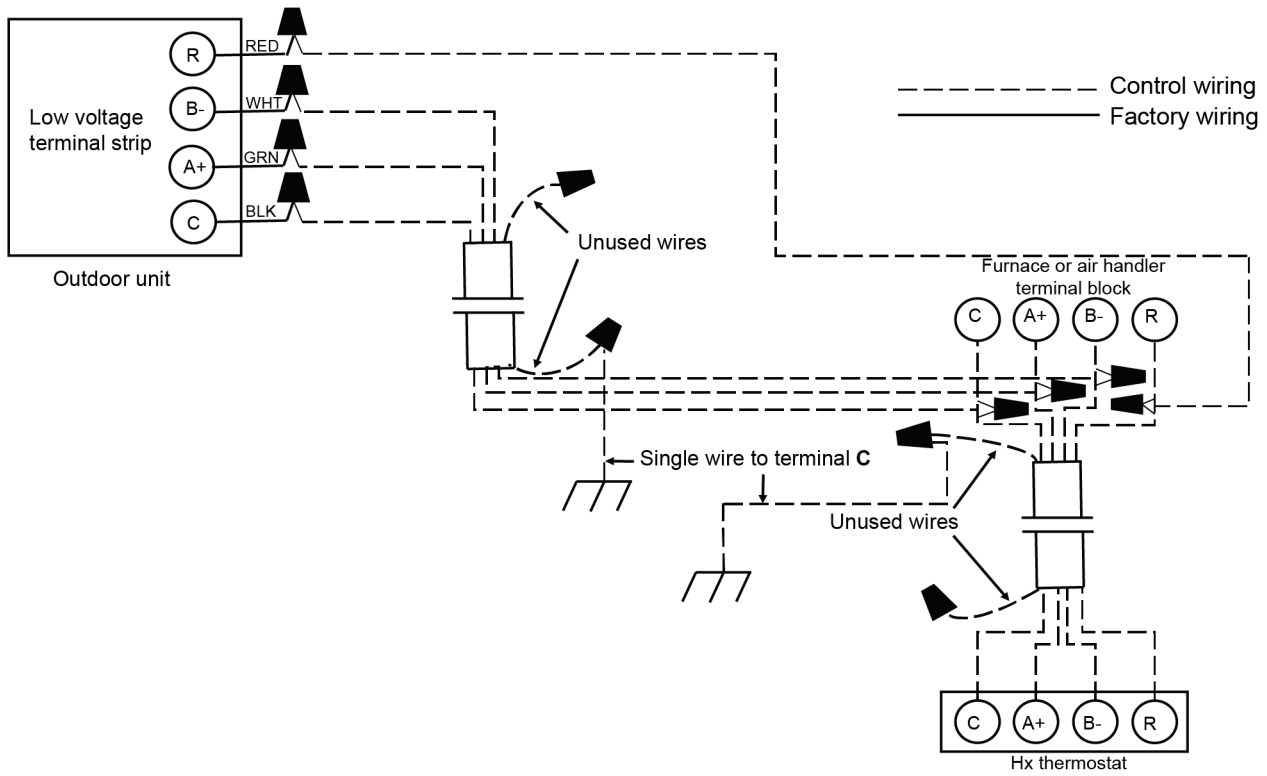 R
RED
B-
WHT
Low voltage
terminal strip
A+
GRN
C
BLK
Outdoor unit
Control wiring
Factory wiring
Unused wires
Furnace or air handler
terminal block
C
A+
B-
R
Single wire to terminal C
Unused wires
C
A+
B-
R
Hx thermostat